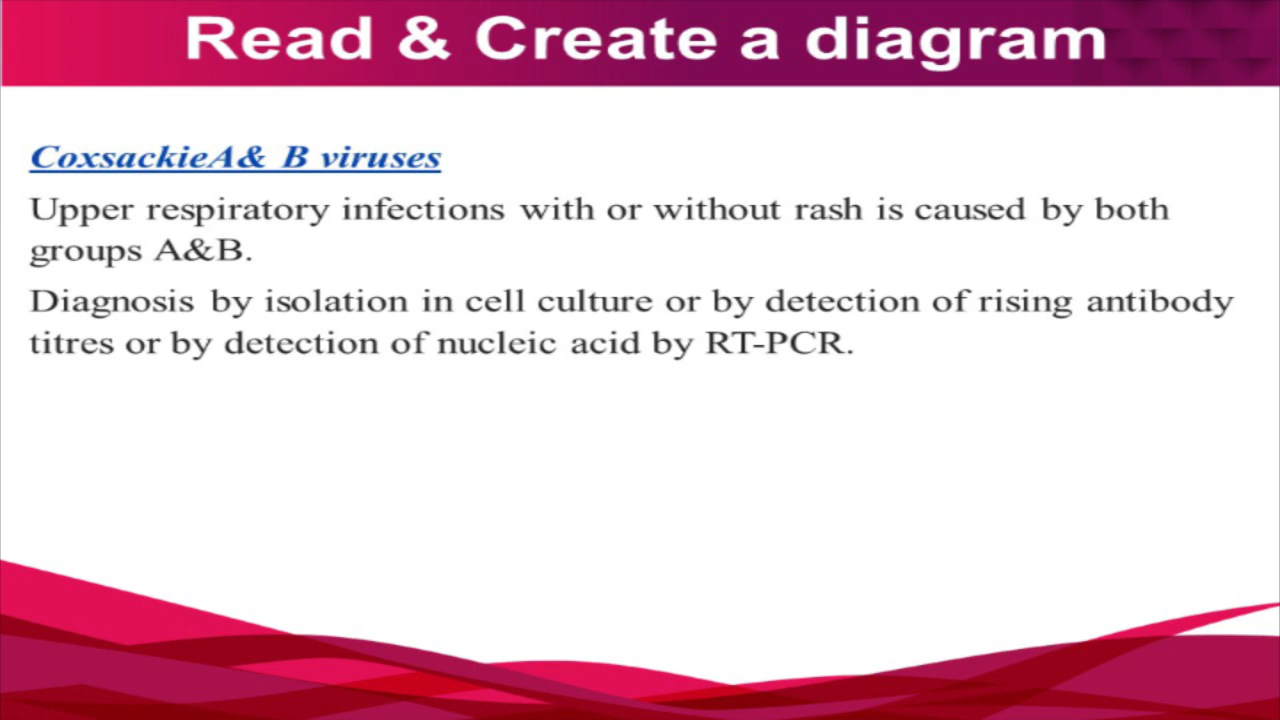 Read & Create a diagram
CoxsackieA& B viruses
Upper respiratory infections with or without rash is caused by both
groups A&B.
Diagnosis by isolation in cell culture or by detection of rising antibody
titres or by detection of nucleic acid by RT-PCR.